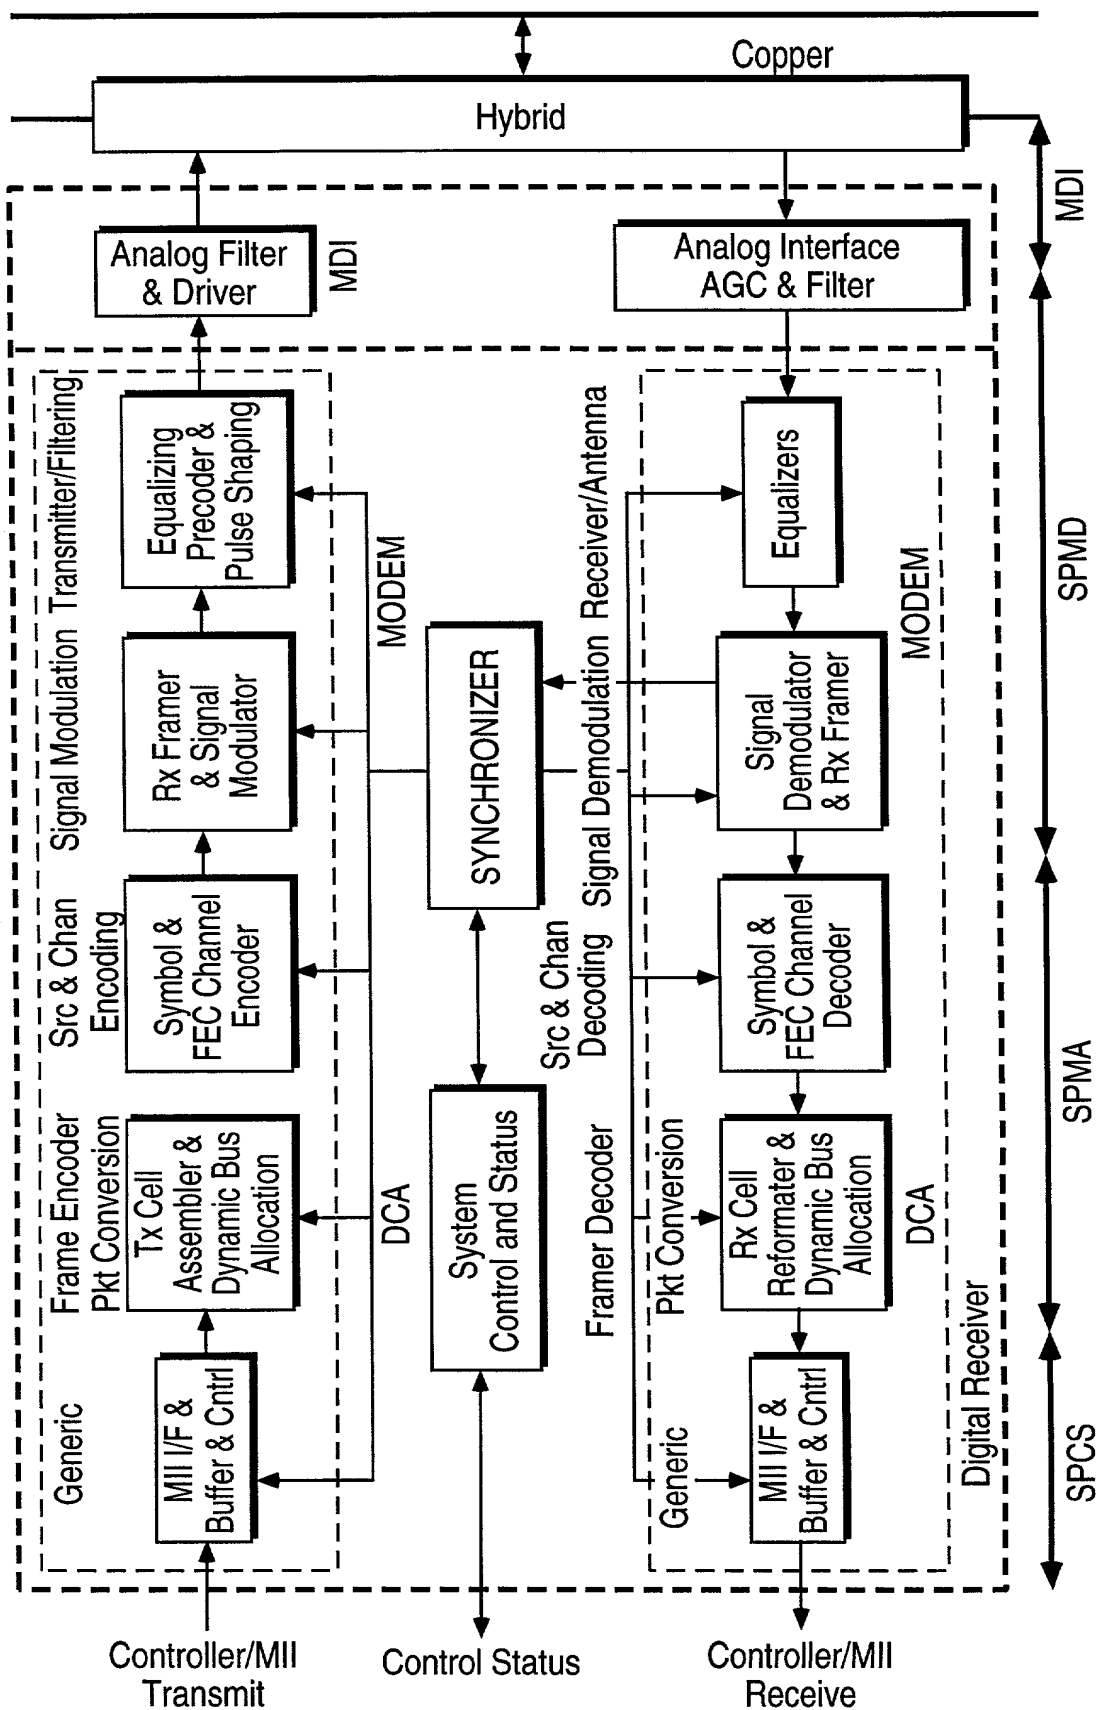 Copper
Hybrid
MDI
Analog Filter
& Driver
MDI
Analog Interface
AGC & Filter
Transmitter/Filtering
Equalizing
Precoder &
Pulse Shaping
MODEM
Signal Modulation
Rx Framer
& Signal
Modulator
Src & Chan
Encoding
Symbol &
FEC Channel
Encoder
Frame Encoder
Pkt Conversion
Tx Cell
Assembler &
Dynamic Bus
Allocation
DCA
Generic
MII I/F &
Buffer & Cntrl
SYNCHRONIZER
System
Control and Status
Receiver/Antenna
Equalizers
MODEM
Signal Demodulation
Signal
Demodulator
& Rx Framer
Src & Chan
Decoding
Symbol &
FEC Channel
Decoder
Framer Decoder
Pkt Conversion
Rx Cell
Reformater &
Dynamic Bus
Allocation
DCA
Generic
MII I/F &
Buffer & Cntrl
Digital Receiver
SPMD
SPMA
SPCS
Controller/MII
Transmit
Control Status
Controller/MII
Receive